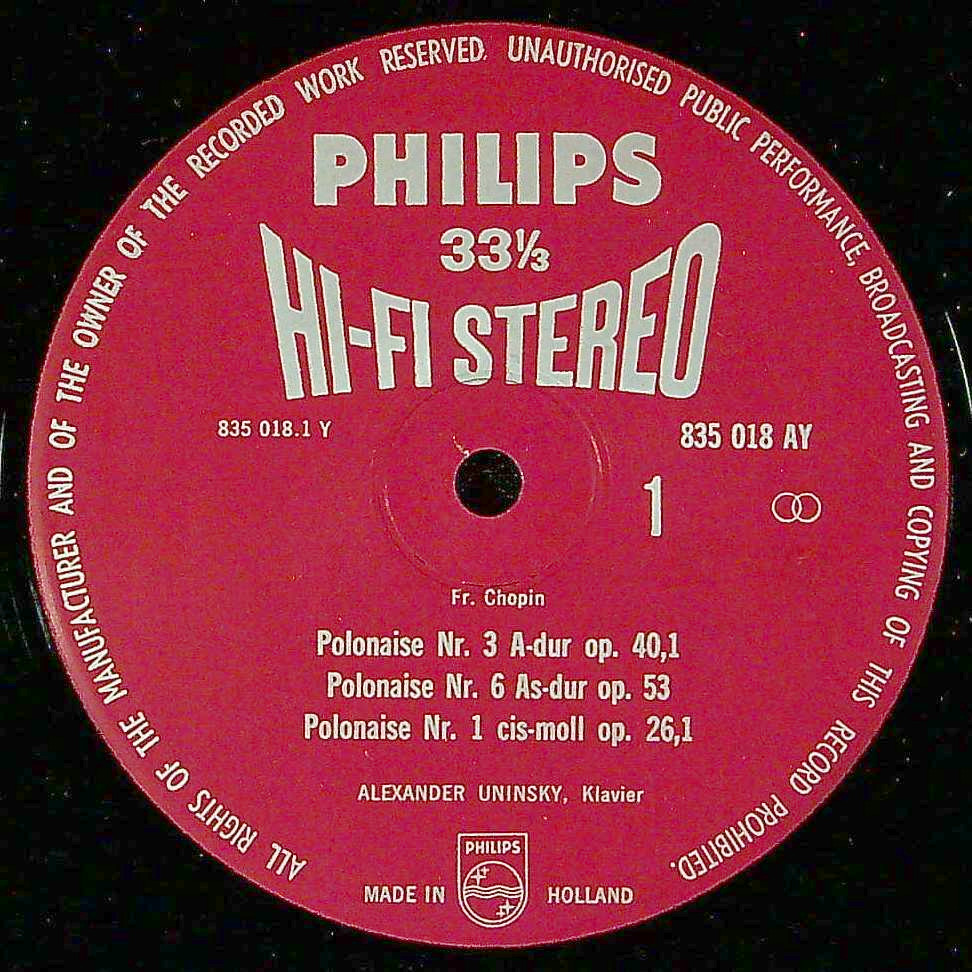 ALL RIGHTS OF THE MANUFACTURER AND OF THE OWNER OF THE RECORDED WORK RESERVED. UNAUTHORISED PUBLIC PERFORMANCE, BROADCASTING AND COPYING OF THIS RECORD PROHIBITED.
PHILIPS
33⅓
HI-FI STEREO
835 018.1 Y
835 018 AY
1
Fr. Chopin
Polonaise Nr. 3 A-dur op. 40,1
Polonaise Nr. 6 As-dur op. 53
Polonaise Nr. 1 cis-moll op. 26,1
ALEXANDER UNINSKY, Klavier
PHILIPS
MADE IN HOLLAND